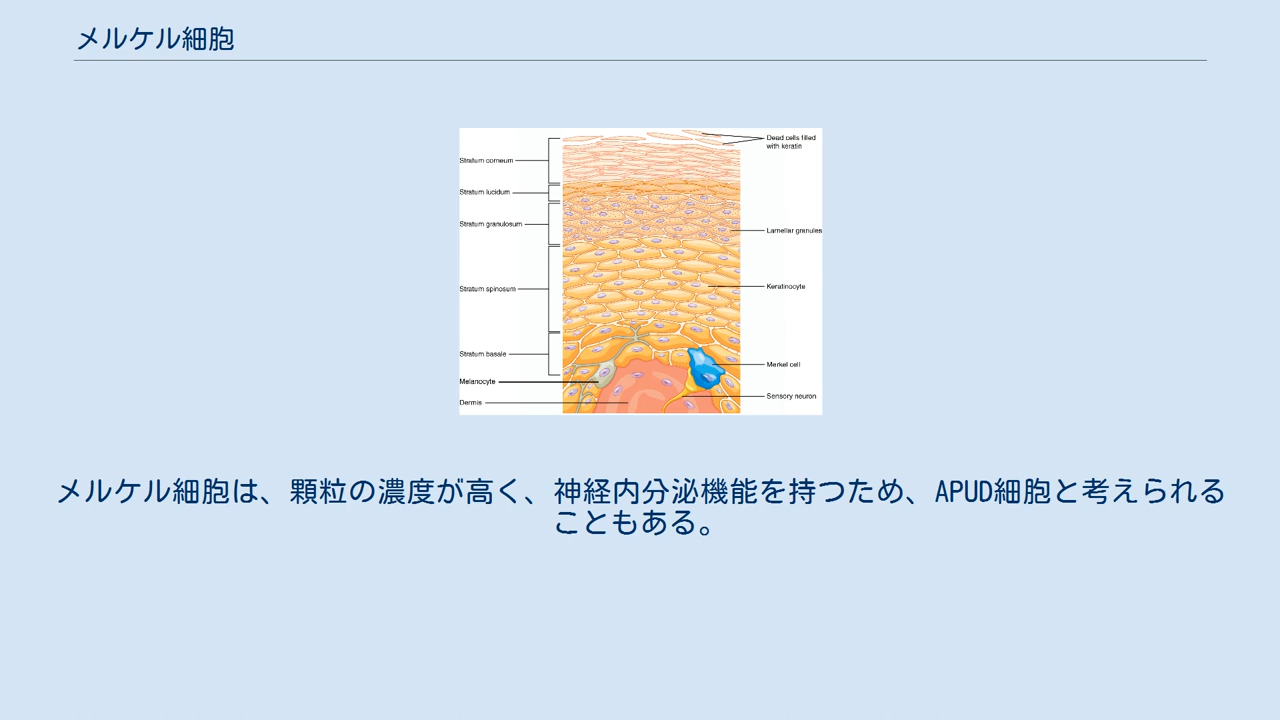 メルケル細胞
Stratum corneum
Stratum lucidum
Stratum granulosum
Stratum spinosum
Stratum basale
Melanocyte
Dermis
Dead cells filled
with keratin
Lamellar granules
Keratinocyte
Merkel cell
Sensory neuron
メルケル細胞は、顆粒の濃度が高く、神経内分泌機能を持つため、APUD細胞と考えられる
こともある。